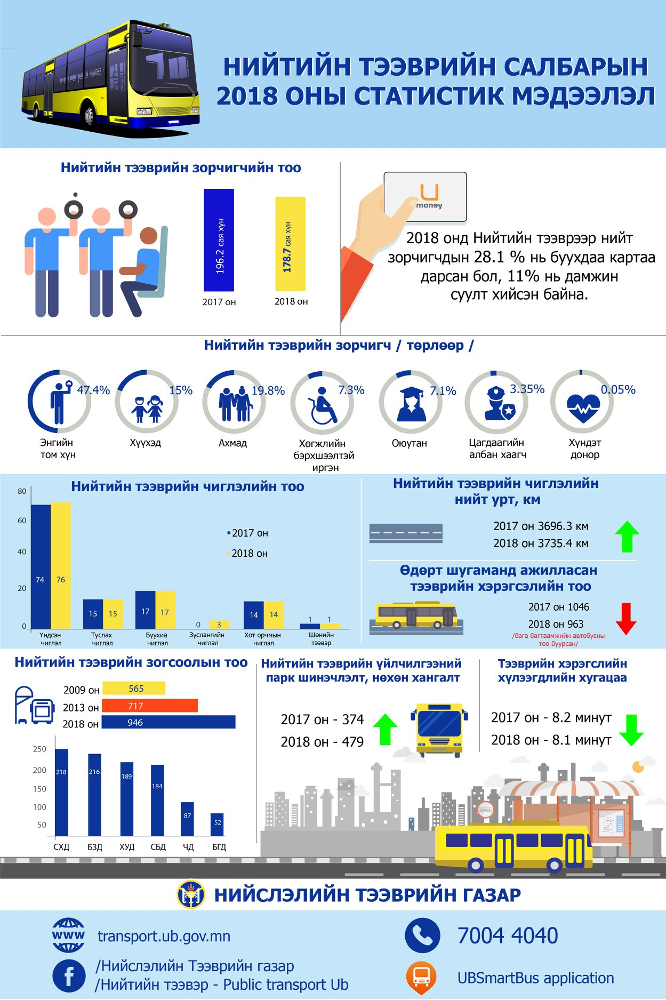 НИЙТИЙН ТЭЭВРИЙН САЛБАРЫН
2018 ОНЫ СТАТИСТИК МЭДЭЭЛЭЛ
Нийтийн тээврийн зорчигчийн тоо
196.2 сая хүн
178.7 сая хүн
2017 он
2018 он
U
money
2018 онд Нийтийн тээврээр нийт
зорчигчдын 28.1 % нь буухдаа картаа
дарсан бол, 11% нь дамжин
суулт хийсэн байна.
Нийтийн тээврийн зорчигч / төрлөөр /
47.4%
15%
19.8%
7.3%
7.1%
3.35%
0.05%
Энгийн
том хүн
Хүүхэд
Ахмад
Хөгжлийн
бэрхшээлтэй
иргэн
Оюутан
Цагдаагийн
албан хаагч
Хүндэт
донор
Нийтийн тээврийн чиглэлийн тоо
80
60
40
20
0
2017 он
2018 он
74
76
15
15
17
17
0
3
14
14
1
1
Үндсэн
чиглэл
Туслах
чиглэл
Буухиа
чиглэл
Зуслангийн
чиглэл
Хот орчмын
чиглэл
Шөнийн
тээвэр
Нийтийн тээврийн чиглэлийн
нийт урт, км
2017 он 3696.3 км
2018 он 3735.4 км
Өдөрт шугаманд ажилласан
тээврийн хэрэгсэлийн тоо
2017 он 1046
2018 он 963
/бага багтаамжийн автобусны
тоо буурсан/
Нийтийн тээврийн зогсоолын тоо
2009 он
565
2013 он
717
2018 он
946
250
200
150
100
50
218
216
189
184
87
52
СХД
БЗД
ХУД
СБД
ЧД
БГД
Нийтийн тээврийн үйлчилгээний
парк шинэчлэлт, нөхөн хангалт
2017 он - 374
2018 он - 479
Тээврийн хэрэгслийн
хүлээгдлийн хугацаа
2017 он - 8.2 минут
2018 он - 8.1 минут
НИЙСЛЭЛИЙН ТЭЭВРИЙН ГАЗАР
www
transport.ub.gov.mn
7004 4040
f
/Нийслэлийн Тээврийн газар
/Нийтийн тээвэр - Public transport Ub
UBSmartBus application